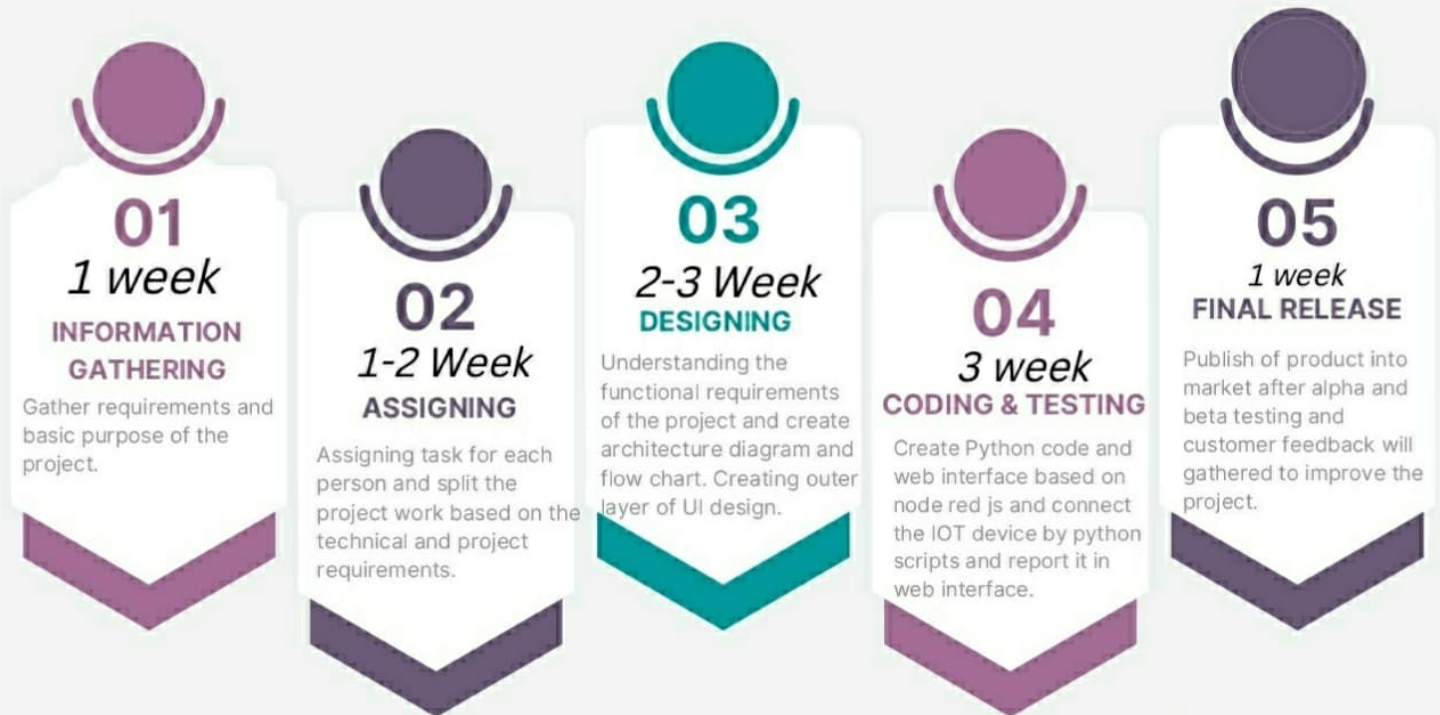 01
1 week
INFORMATION
GATHERING
Gather requirements and
basic purpose of the
project.
02
1-2 Week
ASSIGNING
Assigning task for each
person and split the
project work based on the
technical and project
requirements.
03
2-3 Week
DESIGNING
Understanding the
functional requirements
of the project and create
architecture diagram and
flow chart. Creating outer
layer of UI design.
04
3 week
CODING & TESTING
Create Python code and
web interface based on
node red js and connect
the IOT device by python
scripts and report it in
web interface.
05
1 week
FINAL RELEASE
Publish of product into
market after alpha and
beta testing and
customer feedback will
gathered to improve the
project.